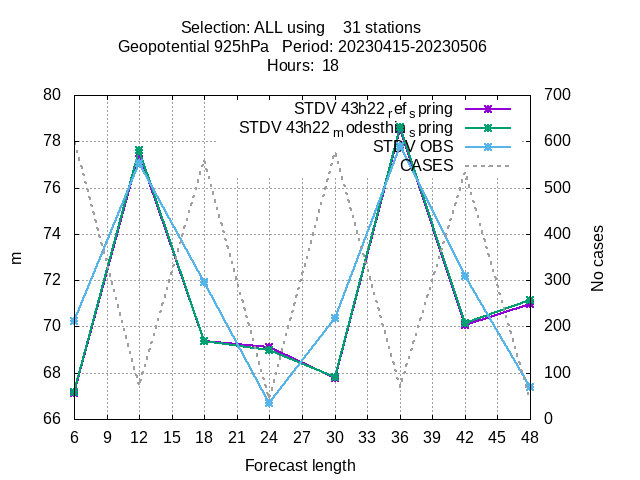 Selection: ALL using 31 stations
Geopotential 925hPa Period: 20230415-20230506
Hours: 18
80 700
STDV 43h22 ref spring
STDV 43h22 modesthi spring
78 600
STDV OBS
CASES
76 500
74 400
m
No cases
72 300
70 200
68 100
66 0
6 9 12 15 18 21 24 27 30 33 36 39 42 45 48
Forecast length